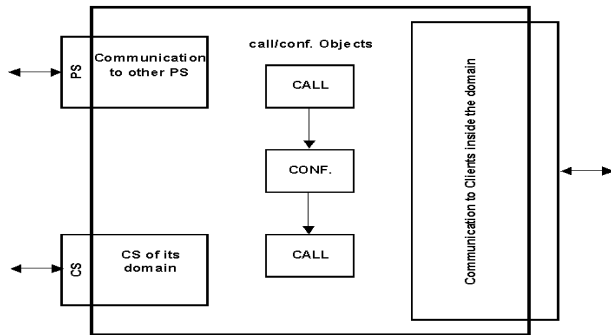 PS
Communication
to other PS
call/conf. Objects
CALL
CONF.
CALL
CS
CS of its
domain
Communication to Clients inside the domain